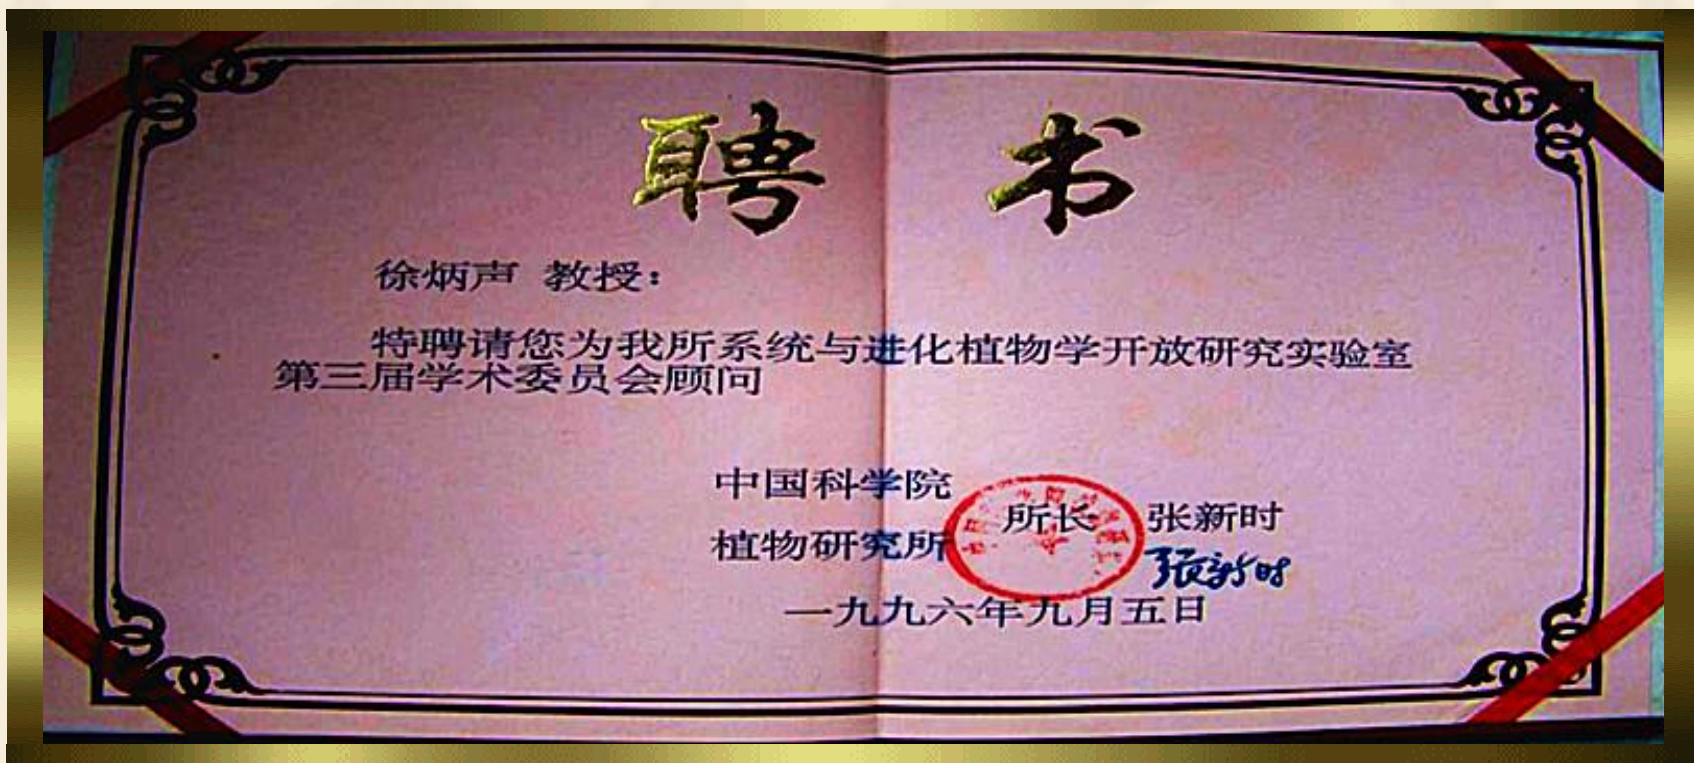 聘 书
徐炳声 教授：
特聘请您为我所系统与进化植物学开放研究实验室
第三届学术委员会顾问
中国科学院
植物研究所
所长 张新时
张新时
一九九六年九月五日